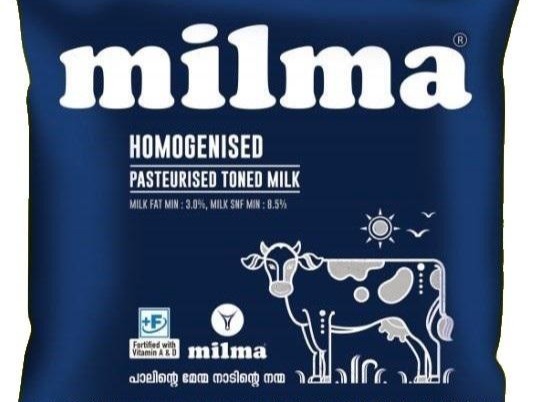 milma®
HOMOGENISED
PASTEURISED TONED MILK
MILK FAT MIN : 3.0%, MILK SNF MIN : 8.5%
+F
Fortified with
Vitamin A & D
milma
പാലിന്റെ മേന്മ നാടിന്റെ നന്മ